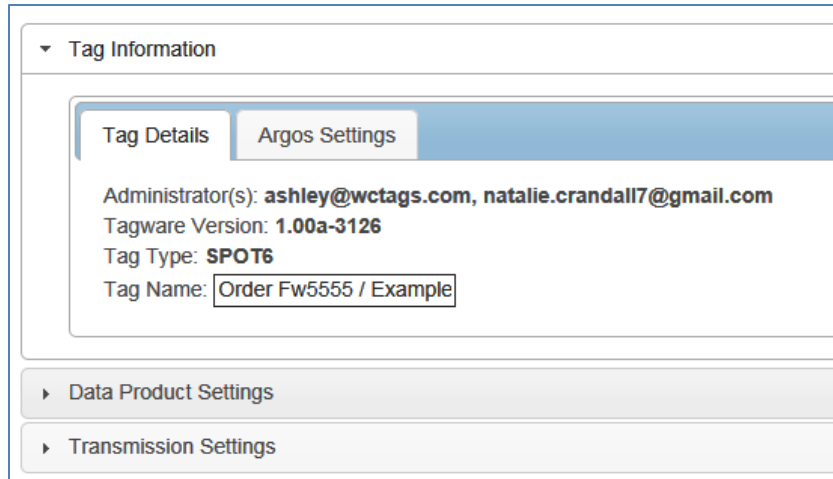 Tag Information
Tag Details
Argos Settings
Administrator(s): ashley@wctags.com, natalie.crandall7@gmail.com
Tagware Version: 1.00a-3126
Tag Type: SPOT6
Tag Name: Order Fw5555 / Example
Data Product Settings
Transmission Settings